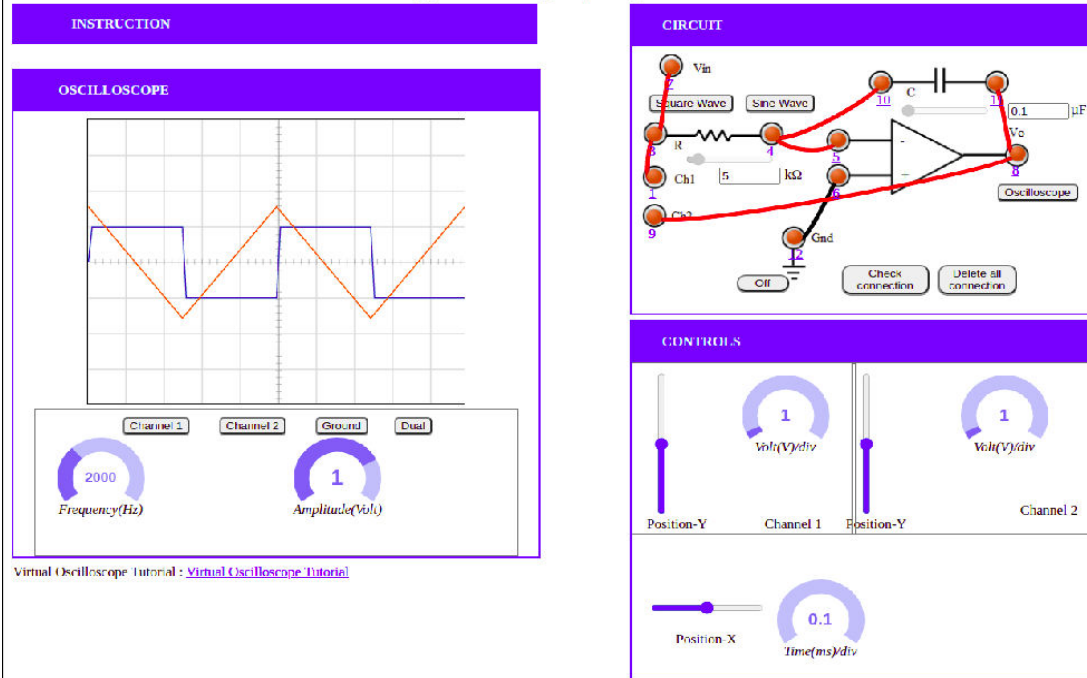 INSTRUCTION
OSCILLOSCOPE
Channel 1
Channel 2
Ground
Dual
2000
Frequency(Hz)
1
Amplitude(Volt)
Virtual Oscilloscope Tutorial : Virtual Oscilloscope Tutorial
CIRCUIT
7
Vin
Square Wave
Sine Wave
10
C
11
0.1
μF
3
R
4
5
-
Vo
8
Ch1
1
5
kΩ
6
Oscilloscope
Ch2
9
Gnd
12
Off
Check connection
Delete all connection
CONTROLS
1
Volt(V)/div
Position-Y
Channel 1
1
Volt(V)/div
Position-Y
Channel 2
Position-X
0.1
Time(ms)/div